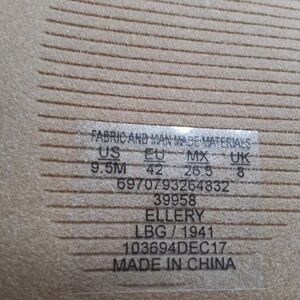 FABRIC AND MAN MADE MATERIALS
US EU MX UK
9.5M 42 26.5 8
6970793264832
39958
ELLERY
LBG / 1941
103694DEC17
MADE IN CHINA